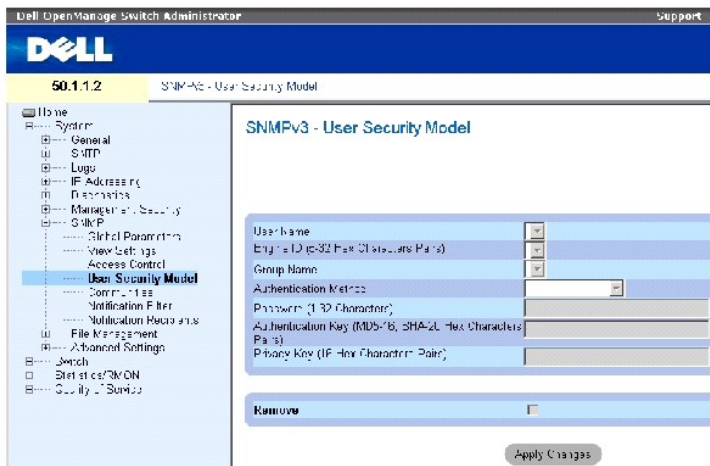 Dell OpenManage Switch Administrator
Support
DELL
50.1.1.2
SNMPv3 - User Security Model
Home
System
General
SNTP
Logs
IP Addressing
Diagnostics
Management Security
SNMP
Global Parameters
View Settings
Access Control
User Security Model
Communities
Notification Filter
Notification Recipients
File Management
Advanced Settings
Switch
Statistics/RMON
Quality of Service
SNMPv3 - User Security Model
User Name
Engine ID (5-32 Hex Characters Pairs)
Group Name
Authentication Method
Password (1-32 Characters)
Authentication Key (MD5-16, SHA-20 Hex Characters
Pairs)
Privacy Key (16 Hex Characters Pairs)
Remove
Apply Changes